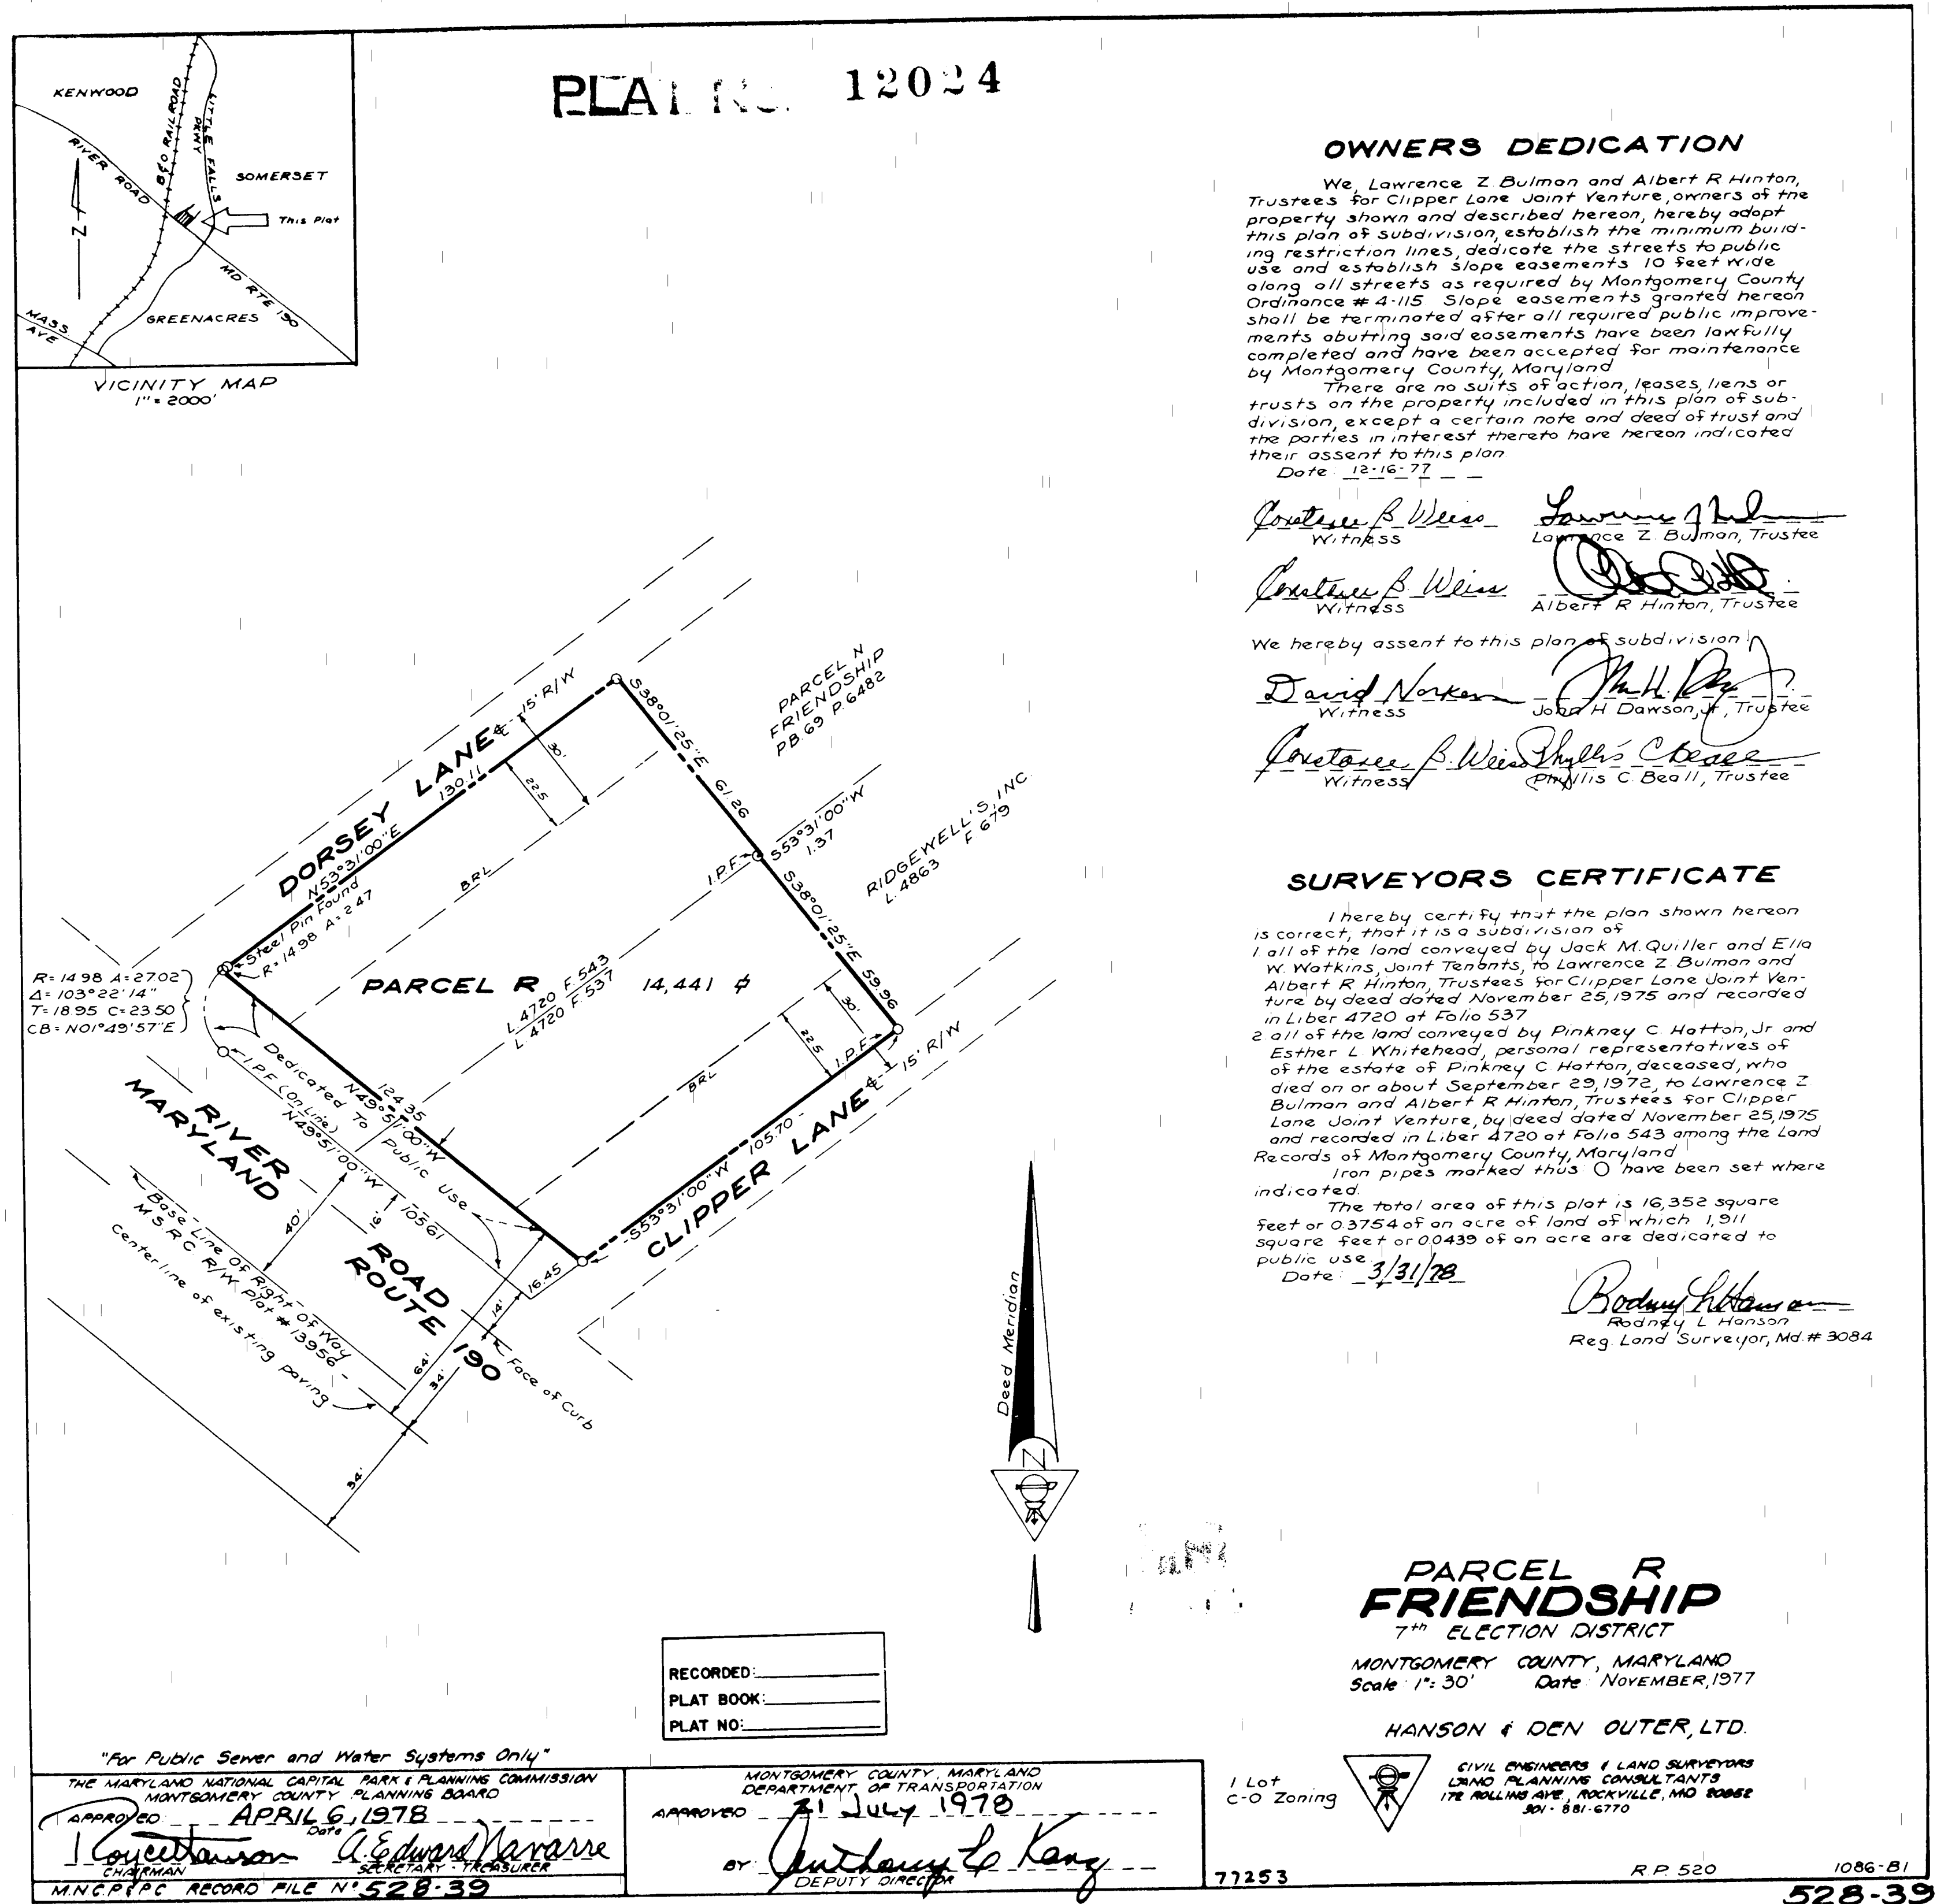 PLAT NO. 12024
KENWOOD
B&O RAILROAD
LITTLE FALLS
PKWY
RIVER ROAD
SOMERSET
This Plat
N
MD RTE 190
MASS
AVE
GREENACRES
VICINITY MAP
1" = 2000'
OWNERS DEDICATION
We, Lawrence Z. Bulman and Albert R Hinton,
Trustees for Clipper Lane Joint Venture, owners of the
property shown and described hereon, hereby adopt
this plan of subdivision, establish the minimum build-
ing restriction lines, dedicate the streets to public
use and establish slope easements 10 feet wide
along all streets as required by Montgomery County
Ordinance # 4-115 Slope easements granted hereon
shall be terminated after all required public improve-
ments abutting said easements have been lawfully
completed and have been accepted for maintenance
by Montgomery County, Maryland
There are no suits of action, leases, liens or
trusts on the property included in this plan of sub-
division, except a certain note and deed of trust and
the parties in interest thereto have hereon indicated
their assent to this plan
Date: 12-16-77
Constance B. Weiss
Witness
Lawrence Z. Bulman, Trustee
Constance B. Weiss
Witness
Albert R Hinton, Trustee
We hereby assent to this plan of subdivision
David Norken
Witness
John H Dawson, Jr, Trustee
Constance B. Weiss Phyllis C Beall
Witness
Phyllis C. Beall, Trustee
SURVEYORS CERTIFICATE
I hereby certify that the plan shown hereon
is correct, that it is a subdivision of
1 all of the land conveyed by Jack M. Quiller and Ella
W. Watkins, Joint Tenants, to Lawrence Z. Bulman and
Albert R Hinton, Trustees for Clipper Lane Joint Ven-
ture by deed dated November 25, 1975 and recorded
in Liber 4720 at Folio 537
2 all of the land conveyed by Pinkney C. Hatton, Jr and
Esther L. Whitehead, personal representatives of
of the estate of Pinkney C. Hatton, deceased, who
died on or about September 29, 1972, to Lawrence Z
Bulman and Albert R Hinton, Trustees for Clipper
Lane Joint Venture, by deed dated November 25, 1975
and recorded in Liber 4720 at Folio 543 among the Land
Records of Montgomery County, Maryland
Iron pipes marked thus: O have been set where
indicated.
The total area of this plat is 16,352 square
feet or 0.3754 of an acre of land of which 1,911
square feet or 0.0439 of an acre are dedicated to
public use
Date: 3/31/78
Rodney L Hanson
Rodney L Hanson
Reg. Land Surveyor, Md. # 3084
DORSEY LANE
℄ 15' R/W
N53°31'00"E
130.11
Steel Pin Found
R=14.98 A=2.47
30'
22.5
BRL
S38°01'25"E 61.26
PARCEL N
FRIENDSHIP
P.B.69 P.6482
I.P.F.
S53°31'00"W
1.37
S38°01'25"E 59.96
RIDGEWELL'S, INC
L.4863 F 679
PARCEL R
L.4720 F.543
L.4720 F.537
14,441 ⌽
R=14.98 A=27.02
Δ=103°22'14"
T=18.95 C=23.50
CB=N01°49'57"E
30'
22.5
BRL
I.P.F.
℄ 15' R/W
S53°31'00"W 105.70
CLIPPER LANE
Dedicated To Public Use
124.35
N49°51'00"W
I.P.F (On Line)
N49°51'00"W
105.61
RIVER ROAD
MARYLAND ROUTE 190
Base Line Of Right Of Way
M.S.R.C R/W Plat # 13956
Centerline of existing paving
40'
16'
16.45
14'
64'
34'
34'
Face of Curb
Deed Meridian
N
PARCEL R
FRIENDSHIP
7th ELECTION DISTRICT
MONTGOMERY COUNTY, MARYLAND
Scale: 1"=30' Date: NOVEMBER, 1977
HANSON & DEN OUTER, LTD.
CIVIL ENGINEERS & LAND SURVEYORS
LAND PLANNING CONSULTANTS
172 ROLLINS AVE., ROCKVILLE, MD 20852
301-881-6770
RECORDED:
PLAT BOOK:
PLAT NO:
"For Public Sewer and Water Systems Only"
THE MARYLAND NATIONAL CAPITAL PARK & PLANNING COMMISSION
MONTGOMERY COUNTY PLANNING BOARD
APPROVED: APRIL 6, 1978
Date
Royce Hanson A. Edward Navarre
CHAIRMAN SECRETARY - TREASURER
M.N.C.P.& P.C RECORD FILE N° 528-39
MONTGOMERY COUNTY, MARYLAND
DEPARTMENT OF TRANSPORTATION
APPROVED 21 July 1978
BY:
DEPUTY DIRECTOR
1 Lot
C-O Zoning
77253
R.P. 520
1086-B1
528-39